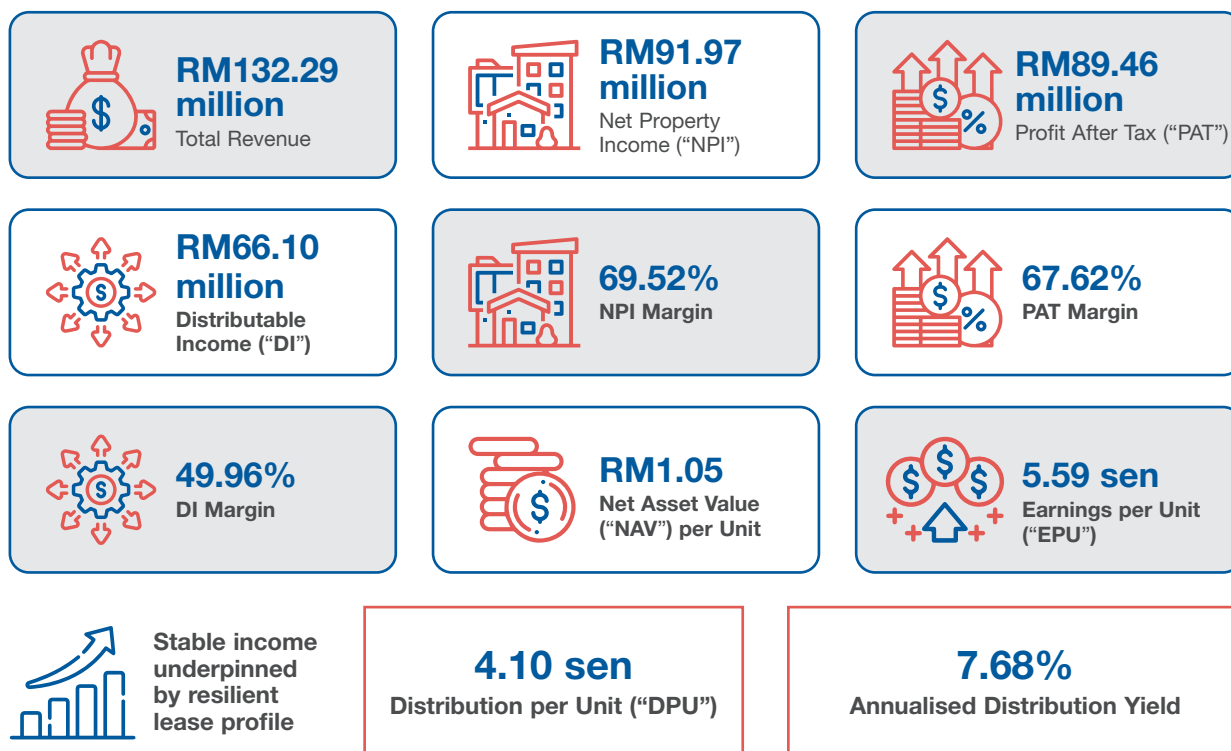 RM132.29
million
Total Revenue
RM91.97
million
Net Property
Income (“NPI”)
RM89.46
million
Profit After Tax (“PAT”)
RM66.10
million
Distributable
Income (“DI”)
69.52%
NPI Margin
67.62%
PAT Margin
49.96%
DI Margin
RM1.05
Net Asset Value
(“NAV”) per Unit
5.59 sen
Earnings per Unit
(“EPU”)
Stable income
underpinned
by resilient
lease profile
4.10 sen
Distribution per Unit (“DPU”)
7.68%
Annualised Distribution Yield